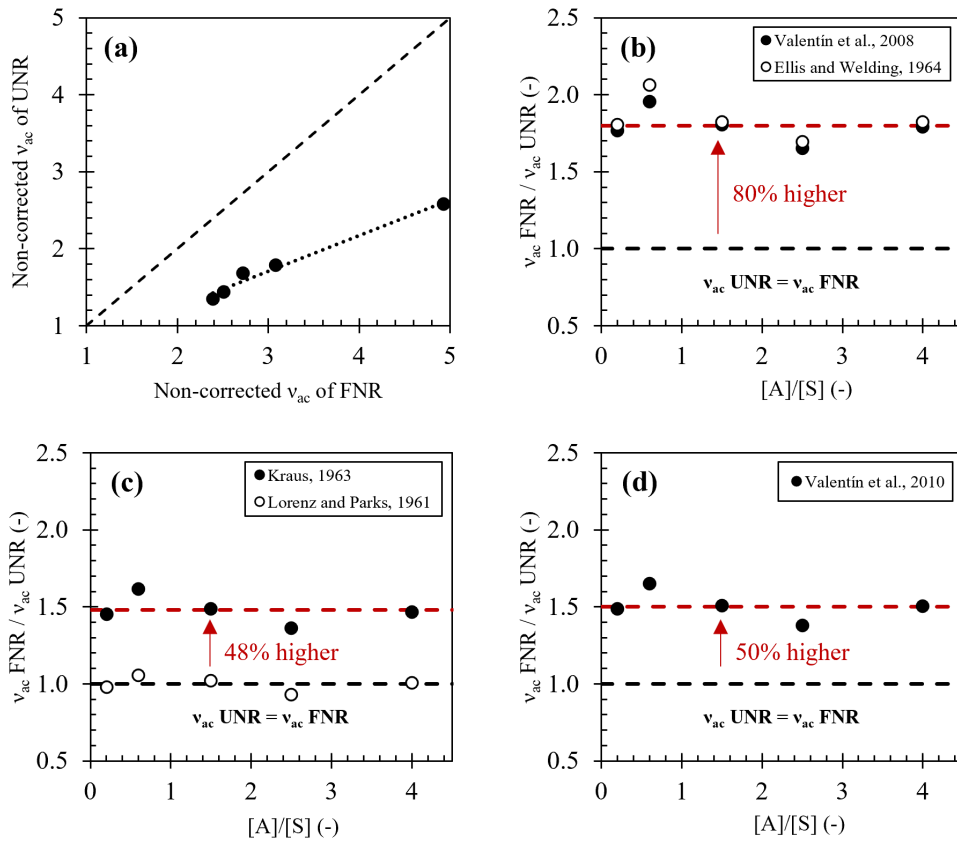 (a)
Non-corrected νac of UNR
5
4
3
2
1
1
2
3
4
5
Non-corrected νac of FNR
(b)
Valentín et al., 2008
Ellis and Welding, 1964
νac FNR / νac UNR (-)
2.5
2.0
1.5
1.0
0.5
80% higher
νac UNR = νac FNR
0
1
2
3
4
[A]/[S] (-)
(c)
Kraus, 1963
Lorenz and Parks, 1961
νac FNR / νac UNR (-)
2.5
2.0
1.5
1.0
0.5
48% higher
νac UNR = νac FNR
0
1
2
3
4
[A]/[S] (-)
(d)
Valentín et al., 2010
νac FNR / νac UNR (-)
2.5
2.0
1.5
1.0
0.5
50% higher
νac UNR = νac FNR
0
1
2
3
4
[A]/[S] (-)